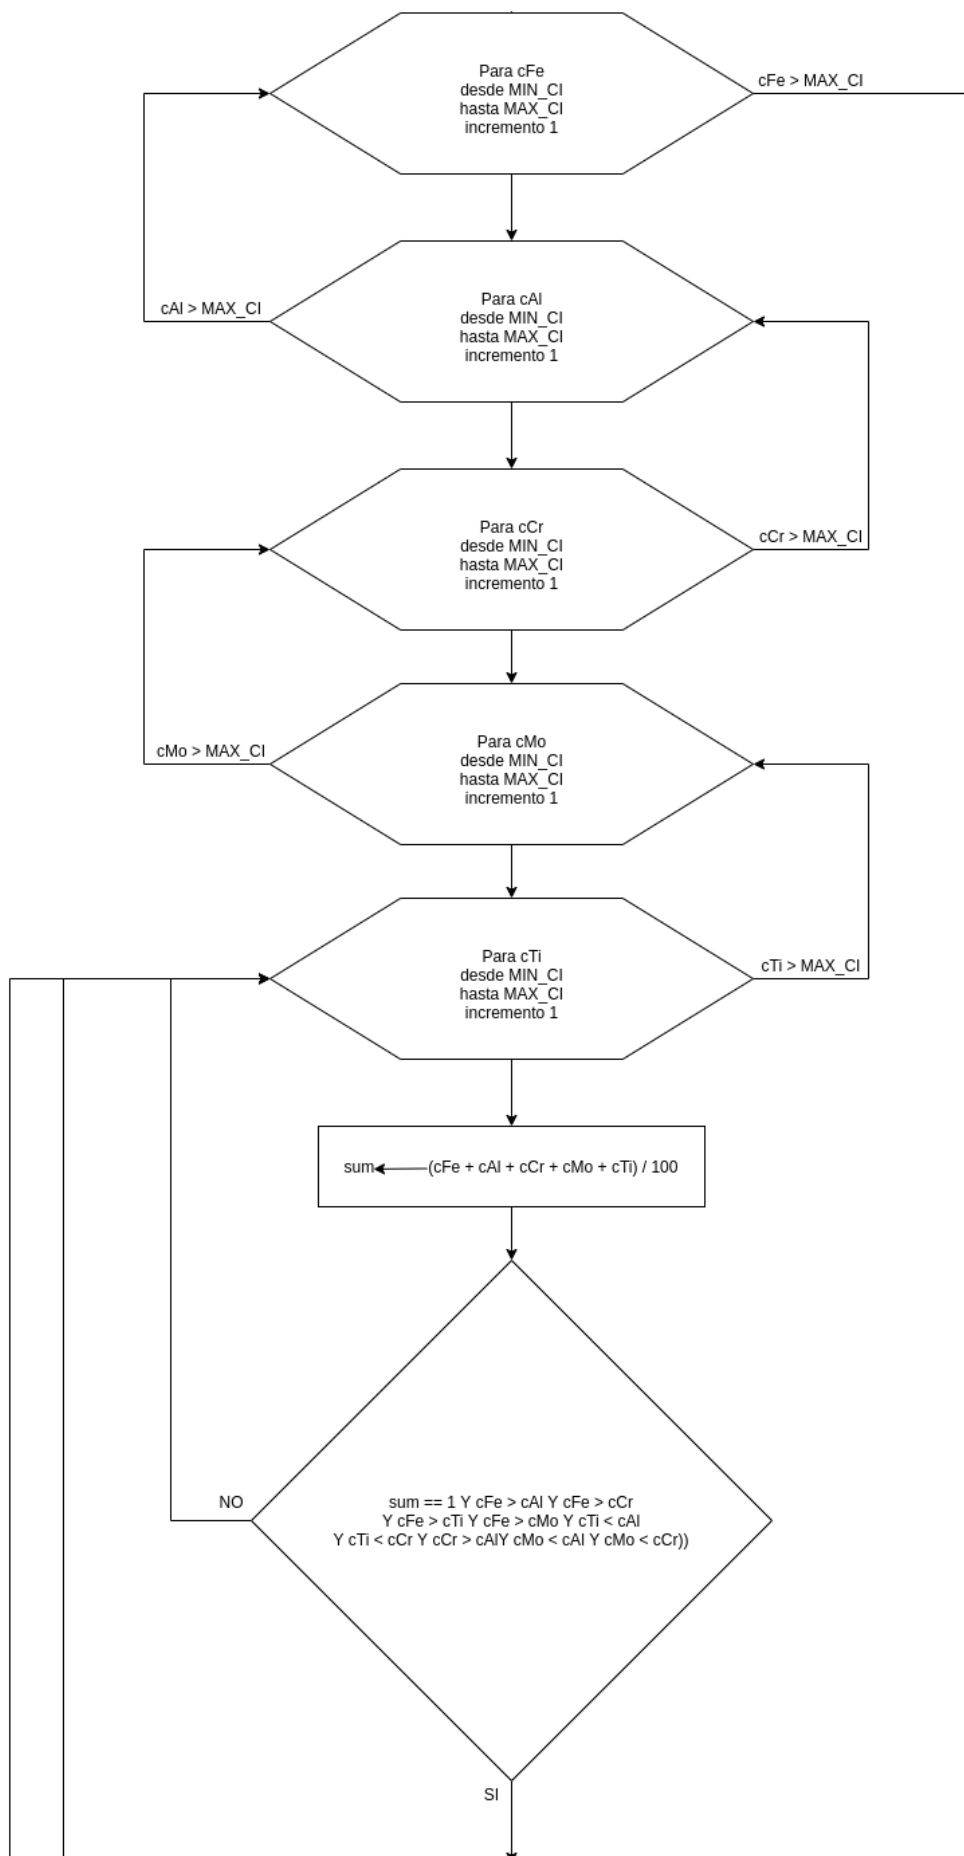 Para cFe
desde MIN_CI
hasta MAX_CI
incremento 1
cFe > MAX_CI
Para cAl
desde MIN_CI
hasta MAX_CI
incremento 1
cAl > MAX_CI
Para cCr
desde MIN_CI
hasta MAX_CI
incremento 1
cCr > MAX_CI
Para cMo
desde MIN_CI
hasta MAX_CI
incremento 1
cMo > MAX_CI
Para cTi
desde MIN_CI
hasta MAX_CI
incremento 1
cTi > MAX_CI
sum (cFe + cAl + cCr + cMo + cTi) / 100
NO
sum == 1 Y cFe > cAl Y cFe > cCr
Y cFe > cTi Y cFe > cMo Y cTi < cAl
Y cTi < cCr Y cCr > cAlY cMo < cAl Y cMo < cCr))
SI